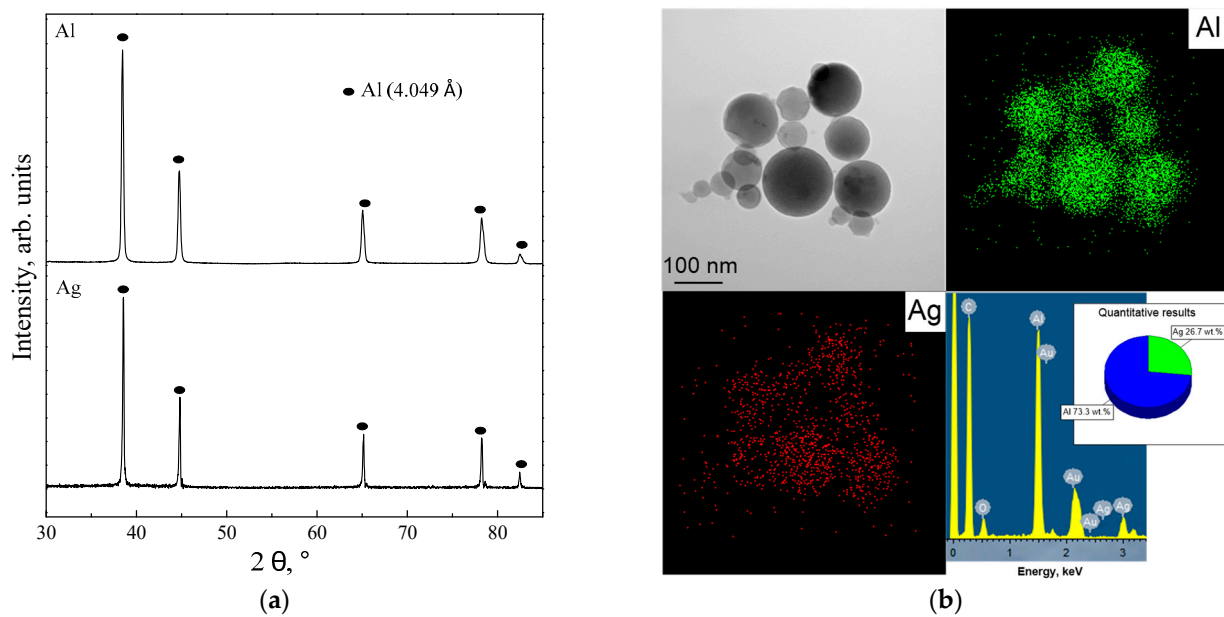 Al
Al (4.049 Å)
Ag
Intensity, arb. units
30 40 50 60 70 80
2 θ, °
(a)
Al
100 nm
Ag
Quantitative results
Ag 26.7 wt.%
Al 73.3 wt.%
C
O
Al
Au
Au
Au
Ag
Ag
0 1 2 3
Energy, keV
(b)